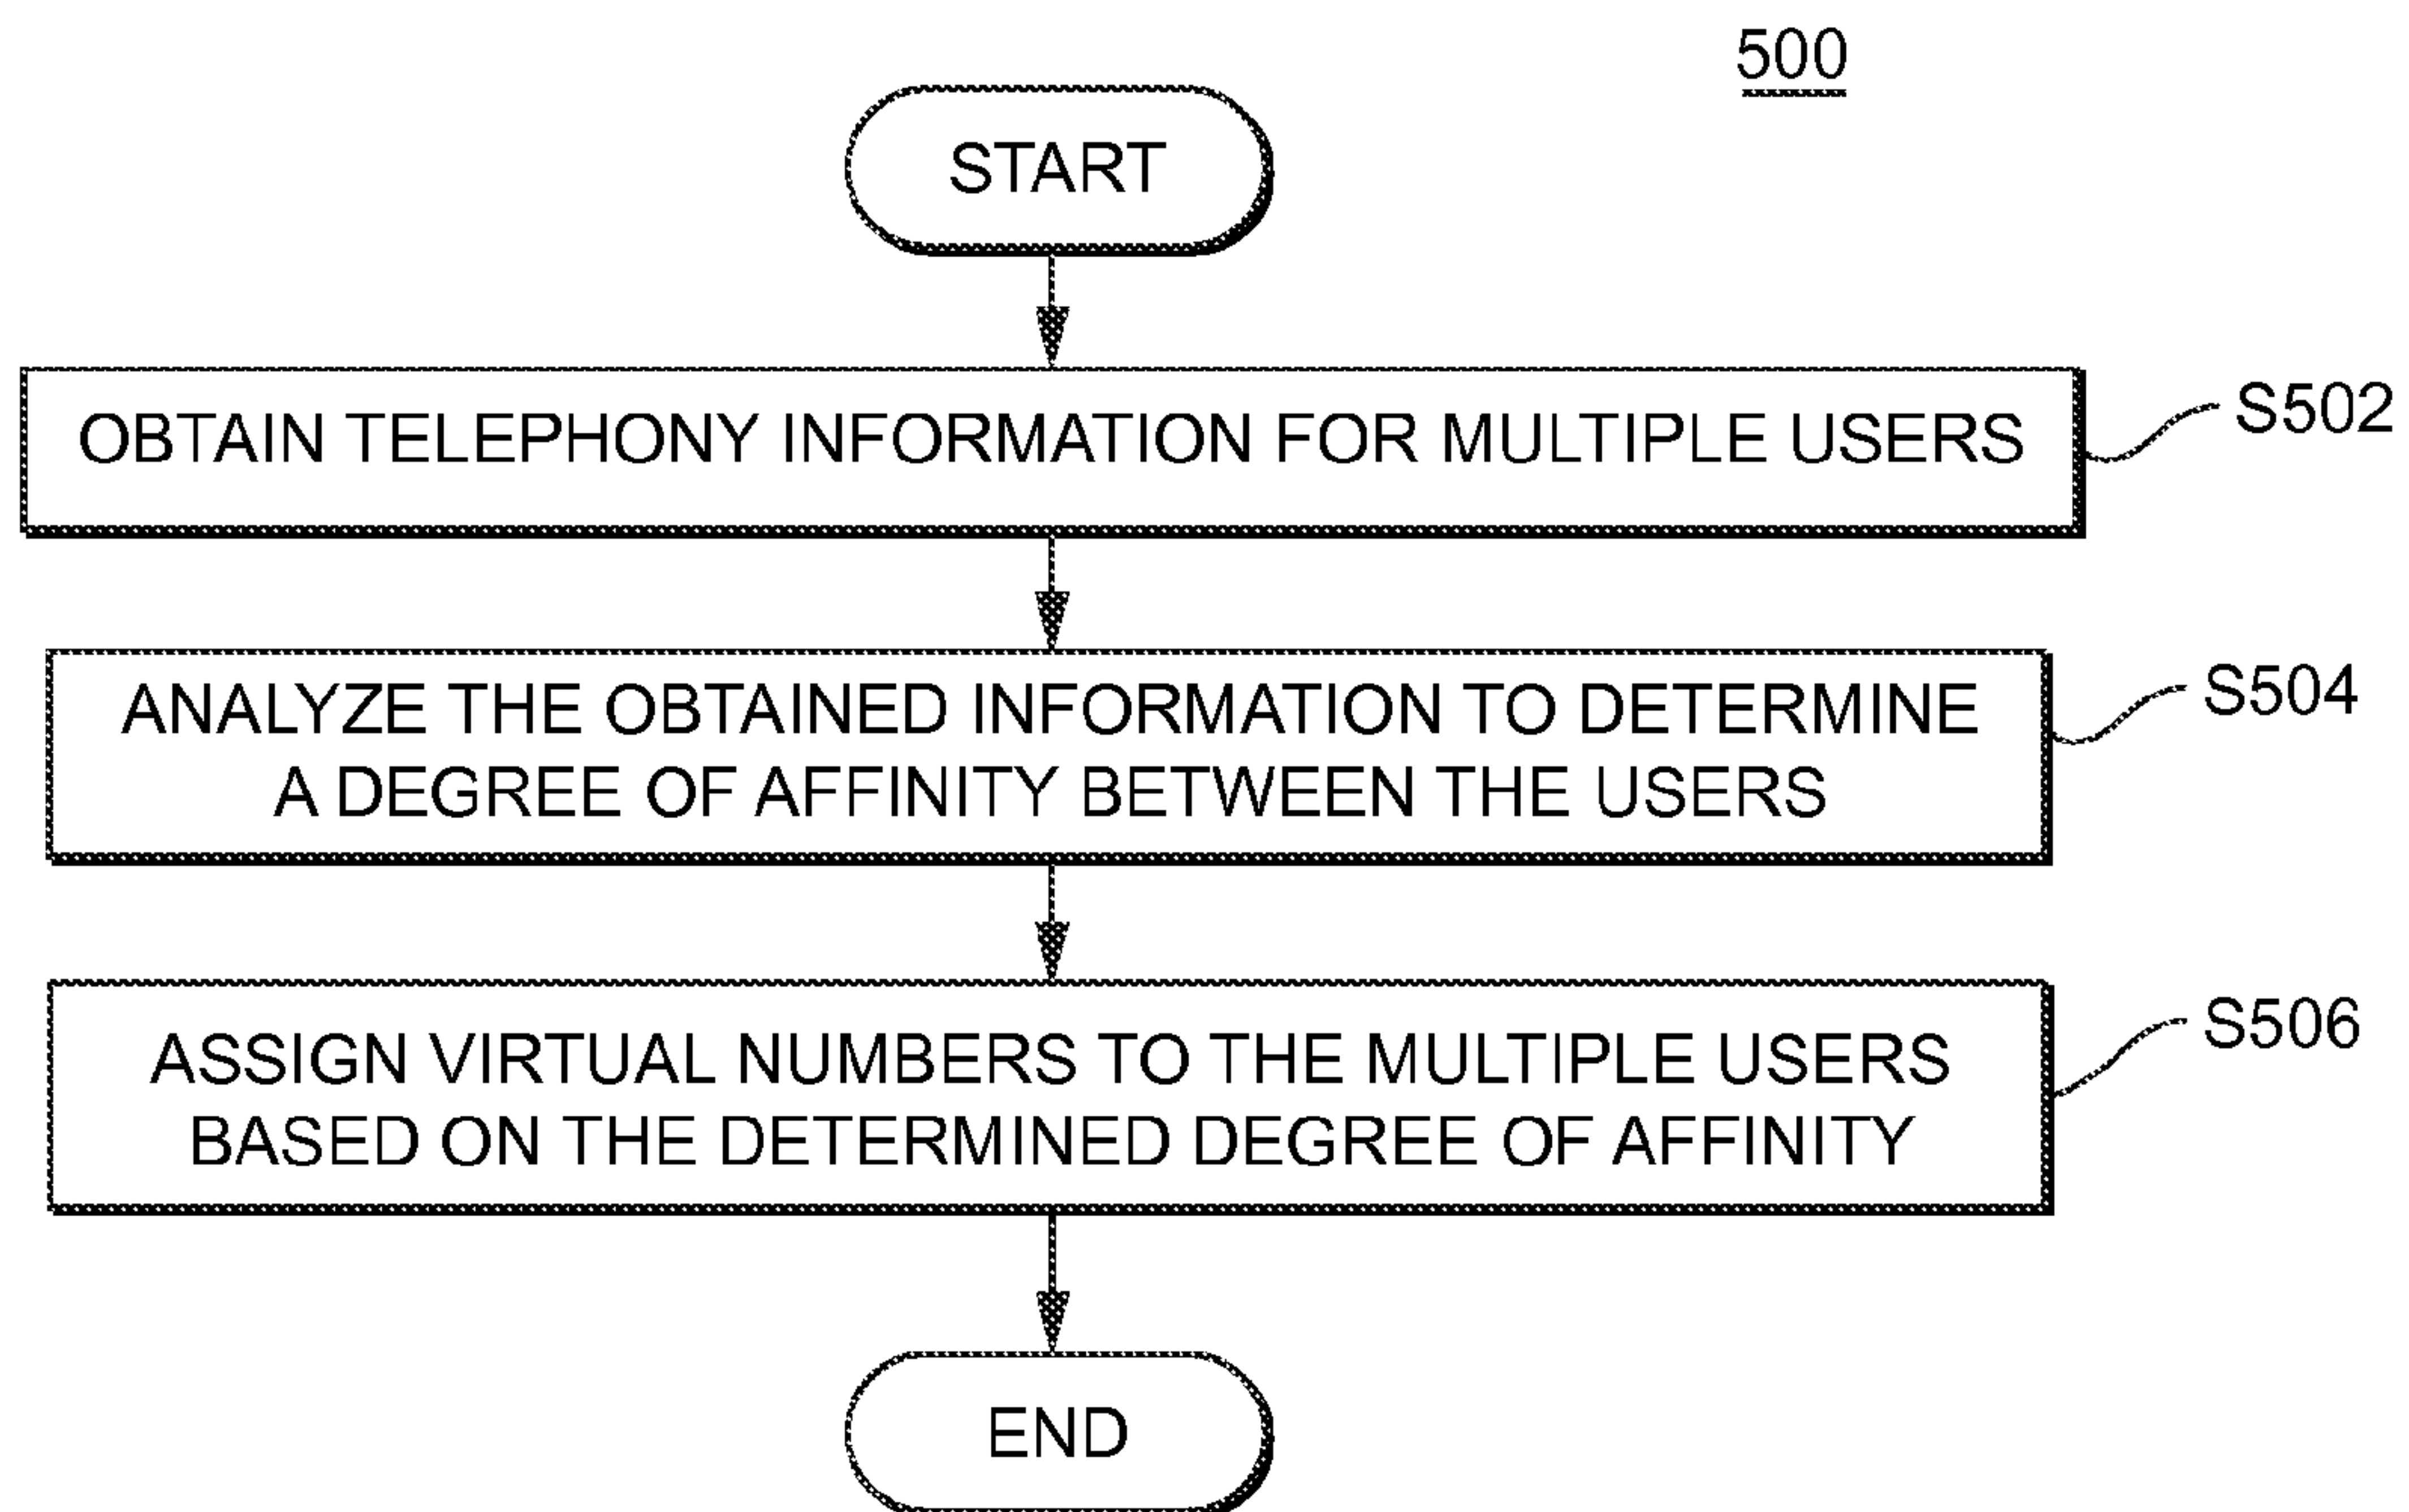 500
START
OBTAIN TELEPHONY INFORMATION FOR MULTIPLE USERS
S502
ANALYZE THE OBTAINED INFORMATION TO DETERMINE
A DEGREE OF AFFINITY BETWEEN THE USERS
S504
ASSIGN VIRTUAL NUMBERS TO THE MULTIPLE USERS
BASED ON THE DETERMINED DEGREE OF AFFINITY
S506
END